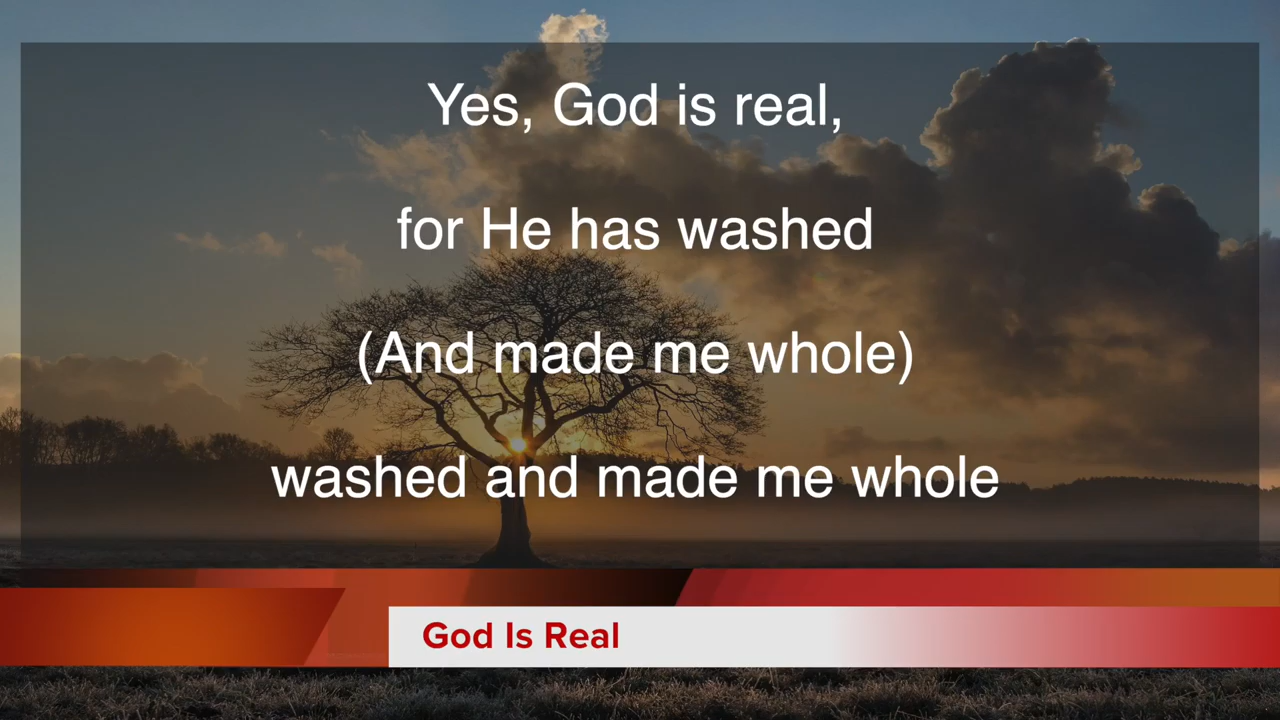 Yes, God is real,
for He has washed
(And made me whole)
washed and made me whole
God Is Real